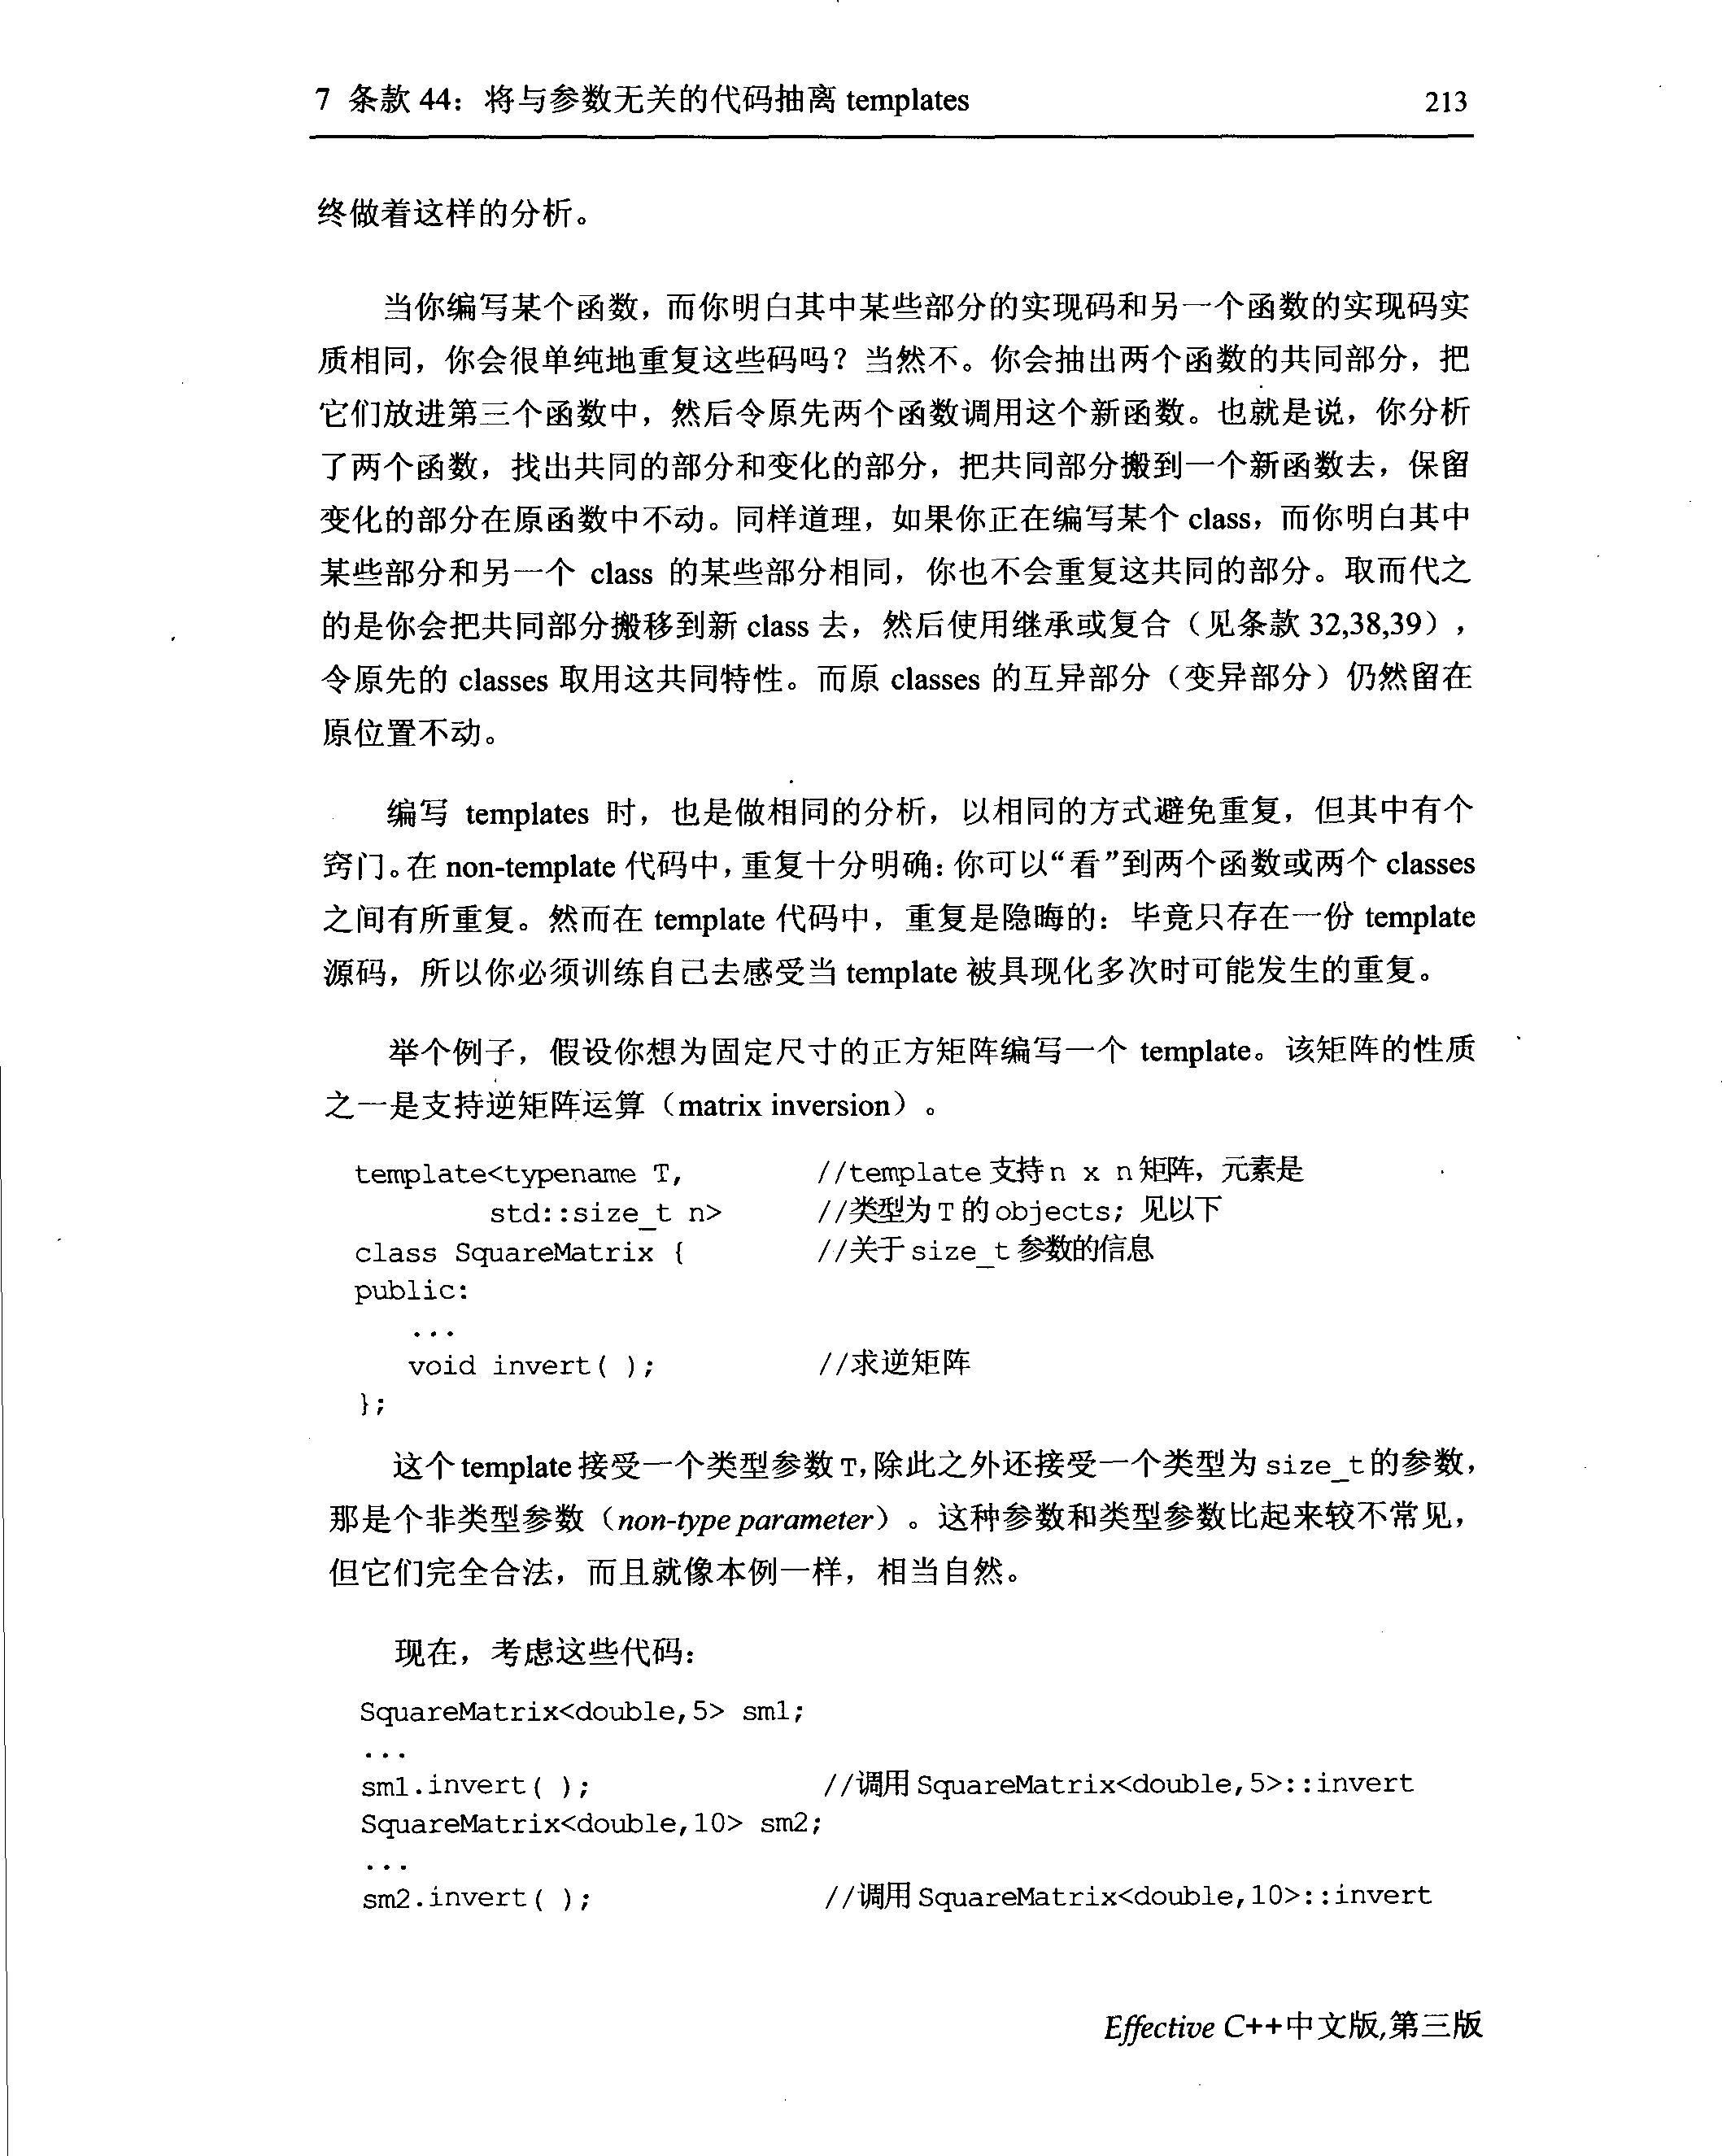 7 条款 44：将与参数无关的代码抽离 templates 213
终做着这样的分析。
当你编写某个函数，而你明白其中某些部分的实现码和另一个函数的实现码实
质相同，你会很单纯地重复这些码吗？当然不。你会抽出两个函数的共同部分，把
它们放进第三个函数中，然后令原先两个函数调用这个新函数。也就是说，你分析
了两个函数，找出共同的部分和变化的部分，把共同部分搬到一个新函数去，保留
变化的部分在原函数中不动。同样道理，如果你正在编写某个 class，而你明白其中
某些部分和另一个 class 的某些部分相同，你也不会重复这共同的部分。取而代之
的是你会把共同部分搬移到新 class 去，然后使用继承或复合（见条款 32,38,39），
令原先的 classes 取用这共同特性。而原 classes 的互异部分（变异部分）仍然留在
原位置不动。
编写 templates 时，也是做相同的分析，以相同的方式避免重复，但其中有个
窍门。在 non-template 代码中，重复十分明确：你可以“看”到两个函数或两个 classes
之间有所重复。然而在 template 代码中，重复是隐晦的：毕竟只存在一份 template
源码，所以你必须训练自己去感受当 template 被具现化多次时可能发生的重复。
举个例子，假设你想为固定尺寸的正方矩阵编写一个 template。该矩阵的性质
之一是支持逆矩阵运算（matrix inversion）。
template<typename T, //template 支持 n x n 矩阵，元素是
std::size_t n> //类型为 T 的 objects；见以下
class SquareMatrix { //关于 size_t 参数的信息
public:
...
void invert( ); //求逆矩阵
};
这个 template 接受一个类型参数 T，除此之外还接受一个类型为 size_t 的参数，
那是个非类型参数（non-type parameter）。这种参数和类型参数比起来较不常见，
但它们完全合法，而且就像本例一样，相当自然。
现在，考虑这些代码：
SquareMatrix<double,5> sm1;
...
sm1.invert( ); //调用 SquareMatrix<double,5>::invert
SquareMatrix<double,10> sm2;
...
sm2.invert( ); //调用 SquareMatrix<double,10>::invert
Effective C++中文版,第三版